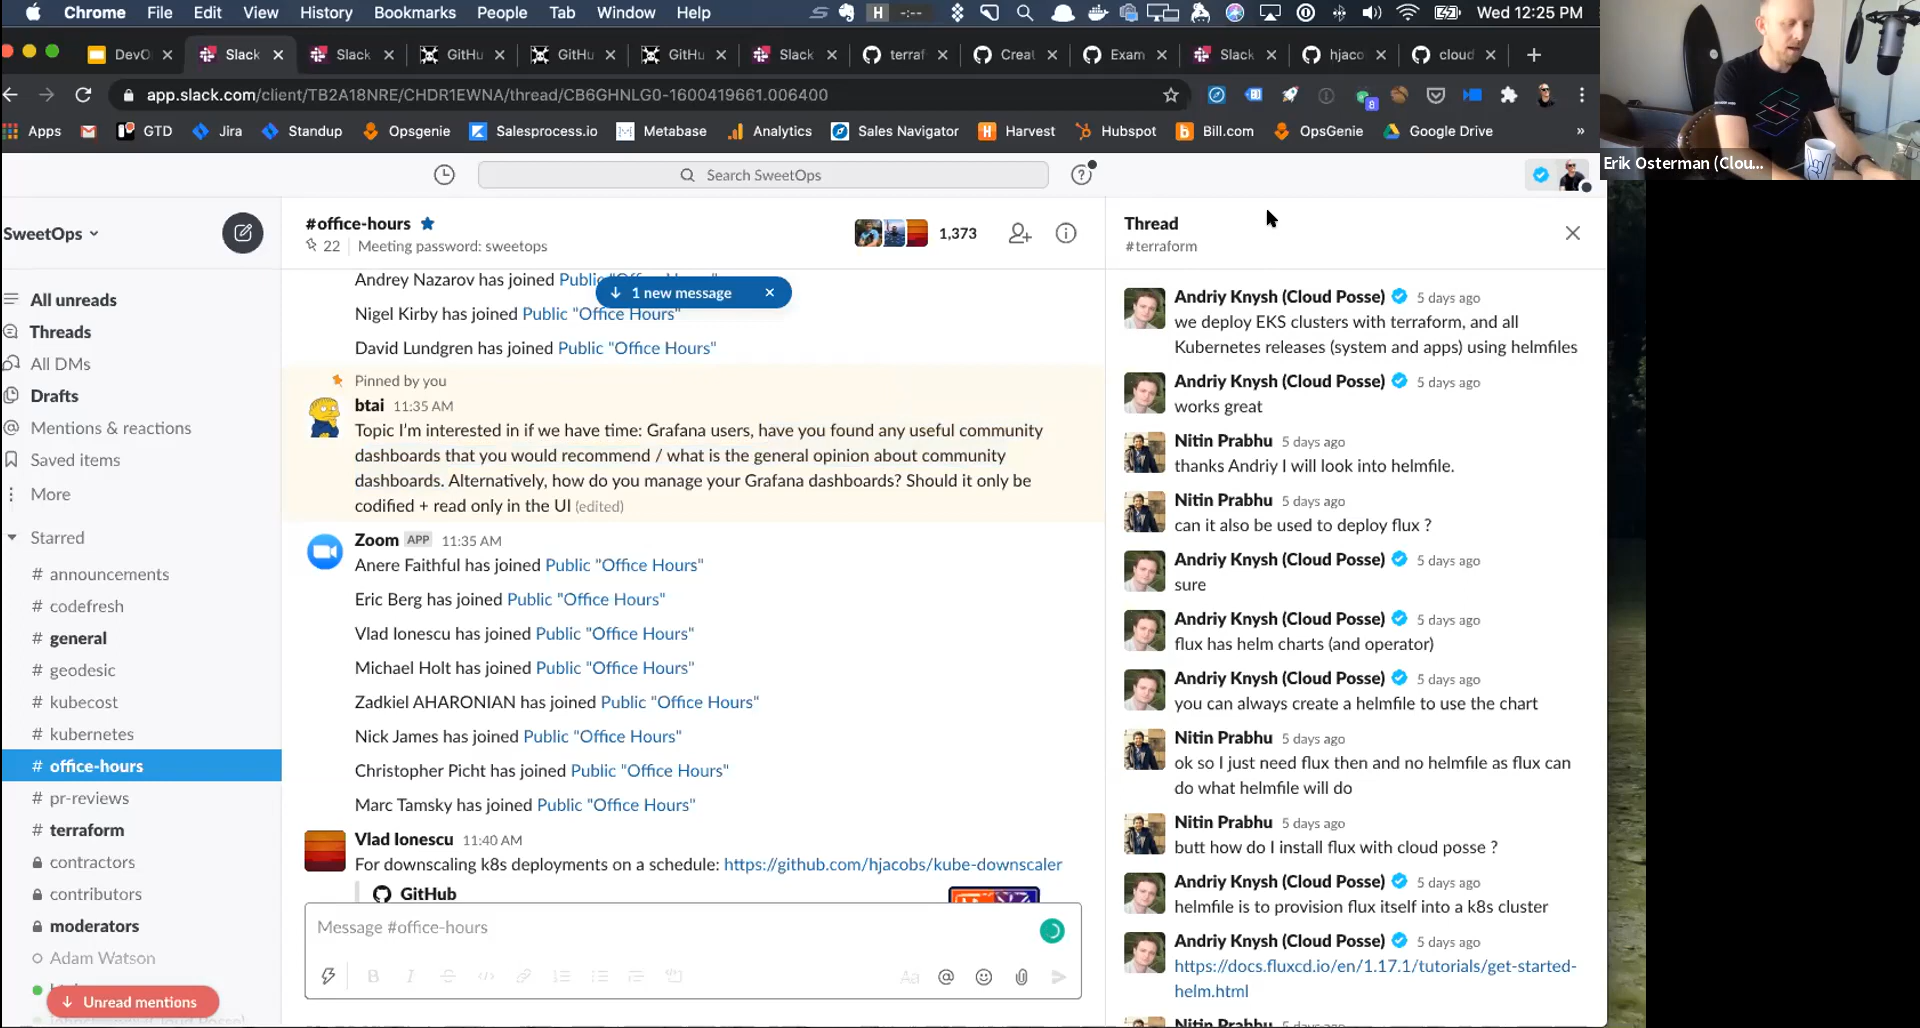 Chrome File Edit View History Bookmarks People Tab Window Help
H -:-- Wed 12:25 PM
DevO Slack Slack GitHu GitHu GitHu Slack terraf Creat Exam Slack hjaco cloud
app.slack.com/client/TB2A18NRE/CHDR1EWNA/thread/CB6GHNLG0-1600419661.006400
8
Apps GTD Jira Standup Opsgenie Salesprocess.io Metabase Analytics Sales Navigator Harvest Hubspot Bill.com OpsGenie Google Drive »
Erik Osterman (Clou...
Search SweetOps
SweetOps
All unreads
Threads
All DMs
Drafts
Mentions & reactions
Saved items
More
Starred
# announcements
# codefresh
# general
# geodesic
# kubecost
# kubernetes
# office-hours
# pr-reviews
# terraform
contractors
contributors
moderators
Adam Watson
Unread mentions
#office-hours
22 | Meeting password: sweetops
1,373
Andrey Nazarov has joined Public "Office Hours"
1 new message
Nigel Kirby has joined Public "Office Hours"
David Lundgren has joined Public "Office Hours"
Pinned by you
btai 11:35 AM
Topic I'm interested in if we have time: Grafana users, have you found any useful community
dashboards that you would recommend / what is the general opinion about community
dashboards. Alternatively, how do you manage your Grafana dashboards? Should it only be
codified + read only in the UI (edited)
Zoom APP 11:35 AM
Anere Faithful has joined Public "Office Hours"
Eric Berg has joined Public "Office Hours"
Vlad Ionescu has joined Public "Office Hours"
Michael Holt has joined Public "Office Hours"
Zadkiel AHARONIAN has joined Public "Office Hours"
Nick James has joined Public "Office Hours"
Christopher Picht has joined Public "Office Hours"
Marc Tamsky has joined Public "Office Hours"
Vlad Ionescu 11:40 AM
For downscaling k8s deployments on a schedule: https://github.com/hjacobs/kube-downscaler
GitHub
Message #office-hours
B I S Aa @
Thread
#terraform
Andriy Knysh (Cloud Posse) 5 days ago
we deploy EKS clusters with terraform, and all
Kubernetes releases (system and apps) using helmfiles
Andriy Knysh (Cloud Posse) 5 days ago
works great
Nitin Prabhu 5 days ago
thanks Andriy I will look into helmfile.
Nitin Prabhu 5 days ago
can it also be used to deploy flux ?
Andriy Knysh (Cloud Posse) 5 days ago
sure
Andriy Knysh (Cloud Posse) 5 days ago
flux has helm charts (and operator)
Andriy Knysh (Cloud Posse) 5 days ago
you can always create a helmfile to use the chart
Nitin Prabhu 5 days ago
ok so I just need flux then and no helmfile as flux can
do what helmfile will do
Nitin Prabhu 5 days ago
butt how do I install flux with cloud posse ?
Andriy Knysh (Cloud Posse) 5 days ago
helmfile is to provision flux itself into a k8s cluster
Andriy Knysh (Cloud Posse) 5 days ago
https://docs.fluxcd.io/en/1.17.1/tutorials/get-started-
helm.html
Nitin Prabhu 5 days ago